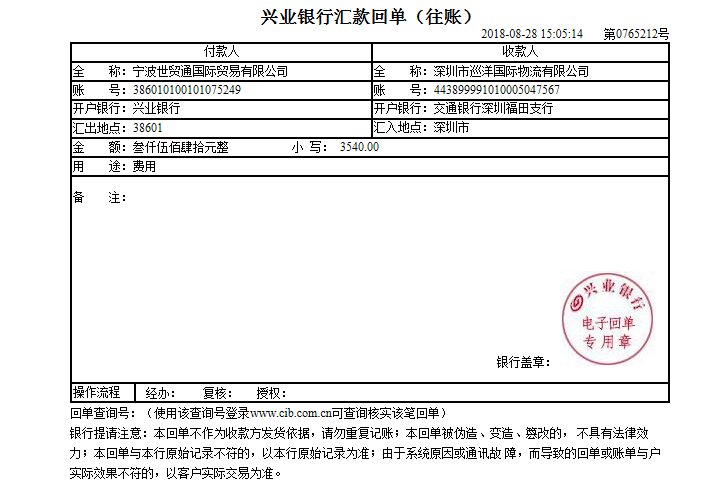 兴业银行汇款回单（往账）
2018-08-28 15:05:14 第0765212号
付款人 收款人
全 称：宁波世贸通国际贸易有限公司 全 称：深圳市巡洋国际物流有限公司
账 号：386010100101075249 账 号：443899991010005047567
开户银行：兴业银行 开户银行：交通银行深圳福田支行
汇出地点：38601 汇入地点：深圳市
金 额：叁仟伍佰肆拾元整 小 写： 3540.00
用 途：费用
备 注：
兴业银行
电子回单
专用章
银行盖章：
操作流程 经办： 复核： 授权：
回单查询号：（使用该查询号登录www.cib.com.cn可查询核实该笔回单）
银行提请注意：本回单不作为收款方发货依据，请勿重复记账；本回单被伪造、变造、篡改的，不具有法律效
力；本回单与本行原始记录不符的，以本行原始记录为准；由于系统原因或通讯故 障，而导致的回单或账单与户
实际效果不符的，以客户实际交易为准。